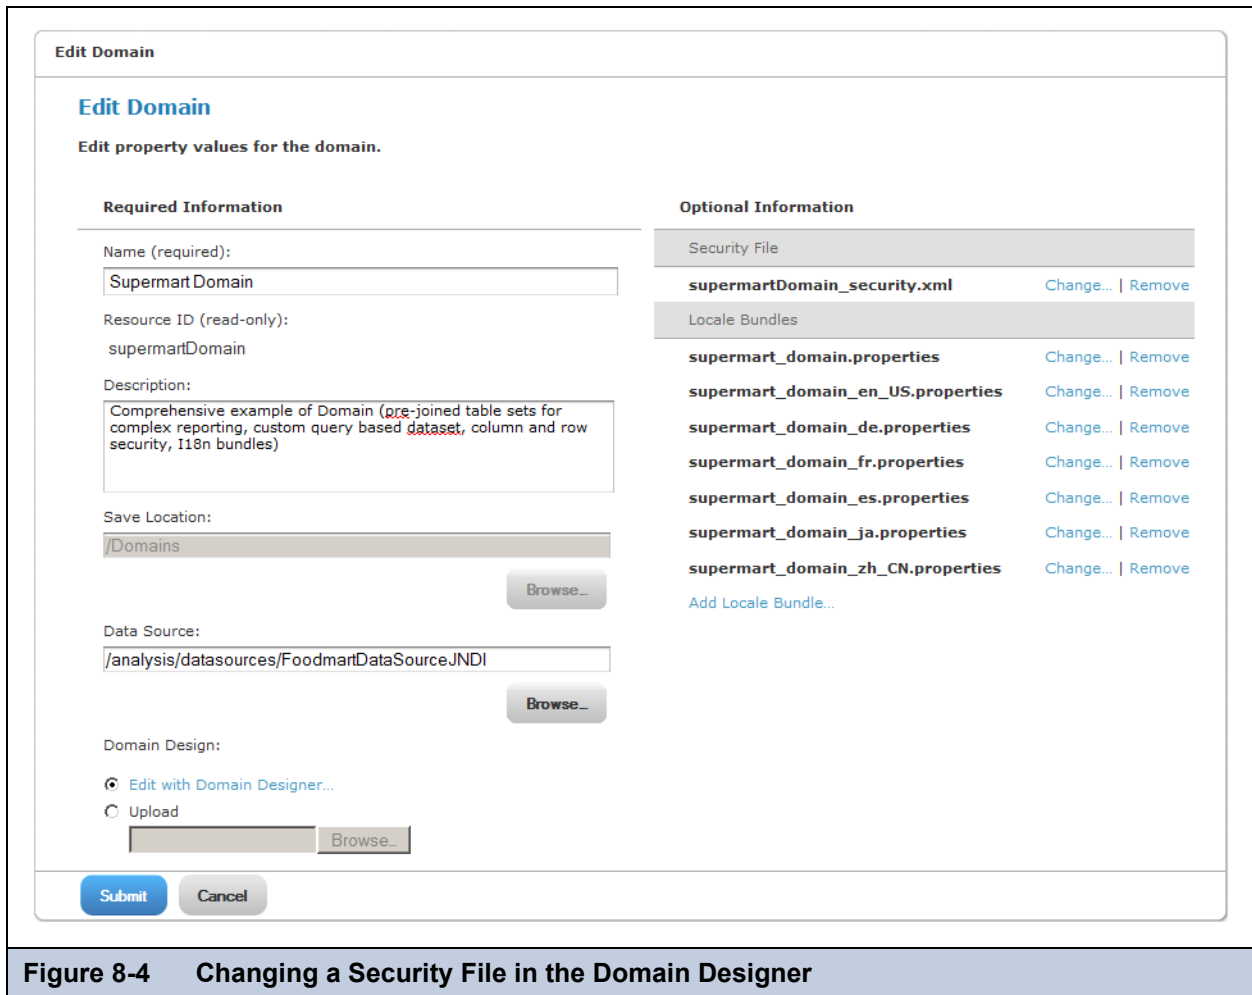 Edit Domain
Edit Domain
Edit property values for the domain.
Required Information
Name (required):
Supermart Domain
Resource ID (read-only):
supermartDomain
Description:
Comprehensive example of Domain (pre-joined table sets for
complex reporting, custom query based dataset, column and row
security, I18n bundles)
Save Location:
/Domains
Browse...
Data Source:
/analysis/datasources/FoodmartDataSourceJNDI
Browse...
Domain Design:
Edit with Domain Designer...
Upload
Browse...
Optional Information
Security File
supermartDomain_security.xml Change... | Remove
Locale Bundles
supermart_domain.properties Change... | Remove
supermart_domain_en_US.properties Change... | Remove
supermart_domain_de.properties Change... | Remove
supermart_domain_fr.properties Change... | Remove
supermart_domain_es.properties Change... | Remove
supermart_domain_ja.properties Change... | Remove
supermart_domain_zh_CN.properties Change... | Remove
Add Locale Bundle...
Submit Cancel
Figure 8-4 Changing a Security File in the Domain Designer